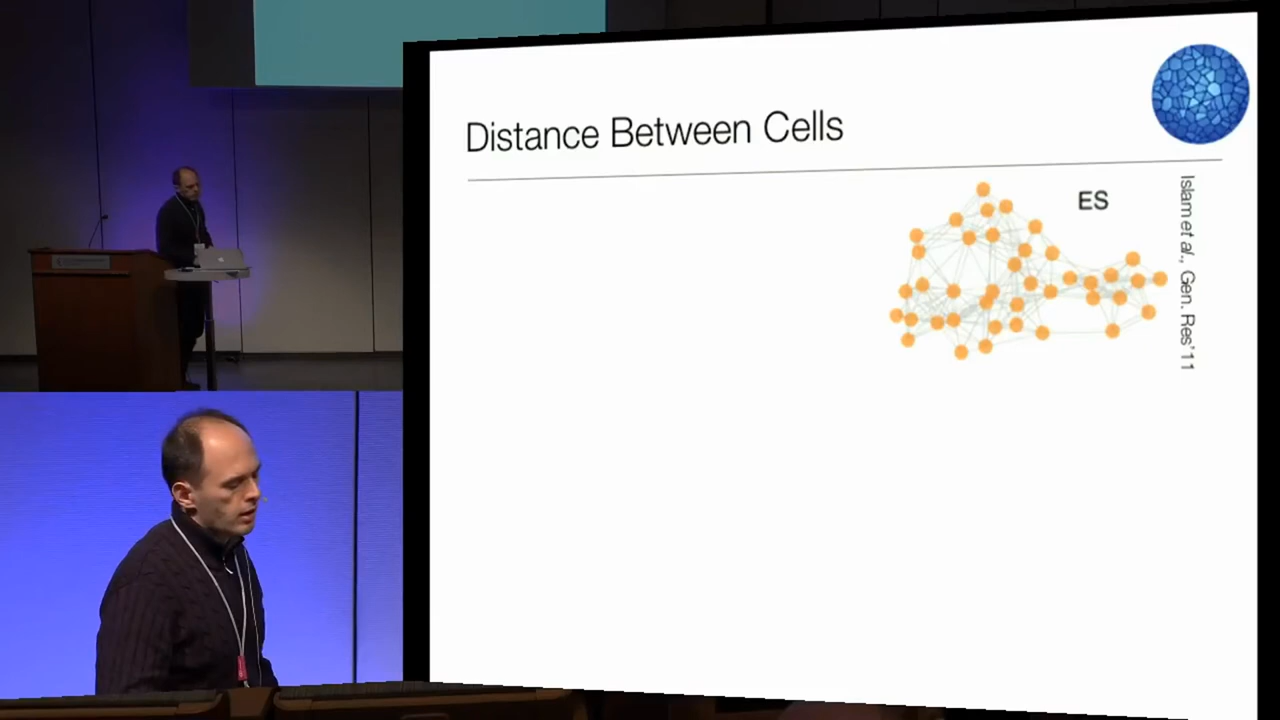 Distance Between Cells
ES
Islam et al., Gen. Res'11